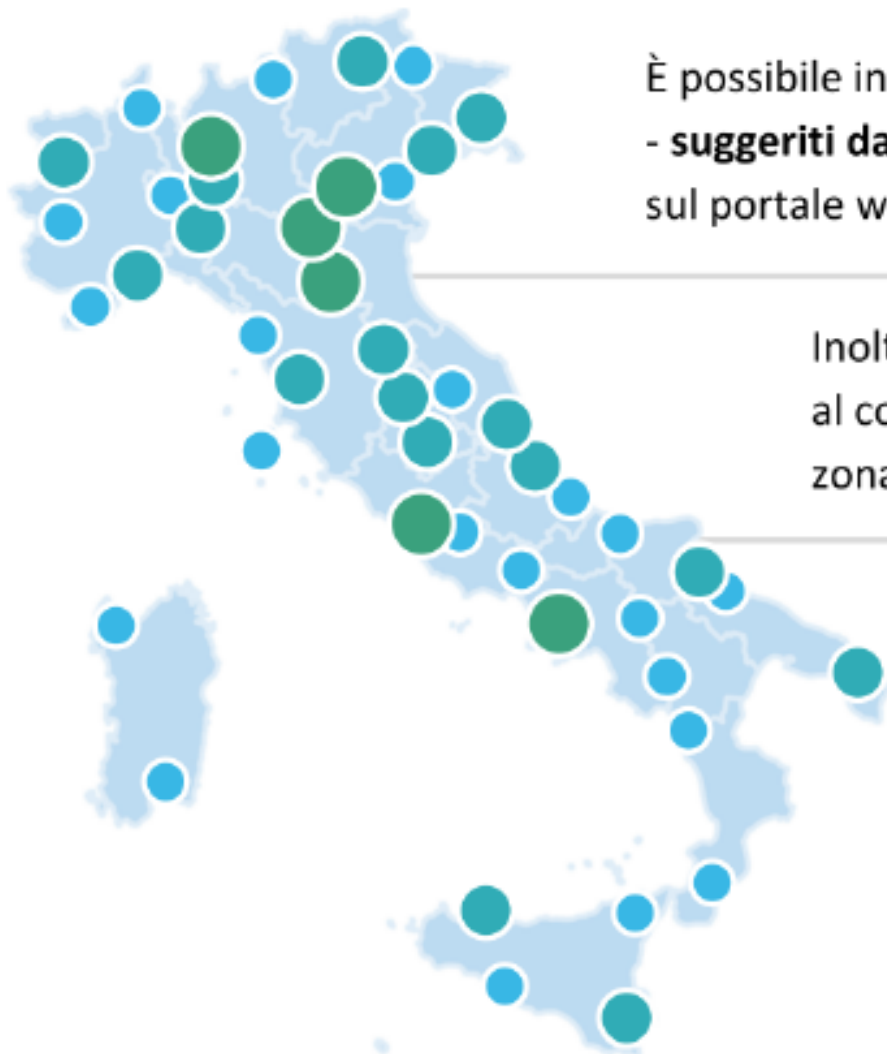 È possibile in
- suggeriti da
sul portale w
Inolt
al co
zona